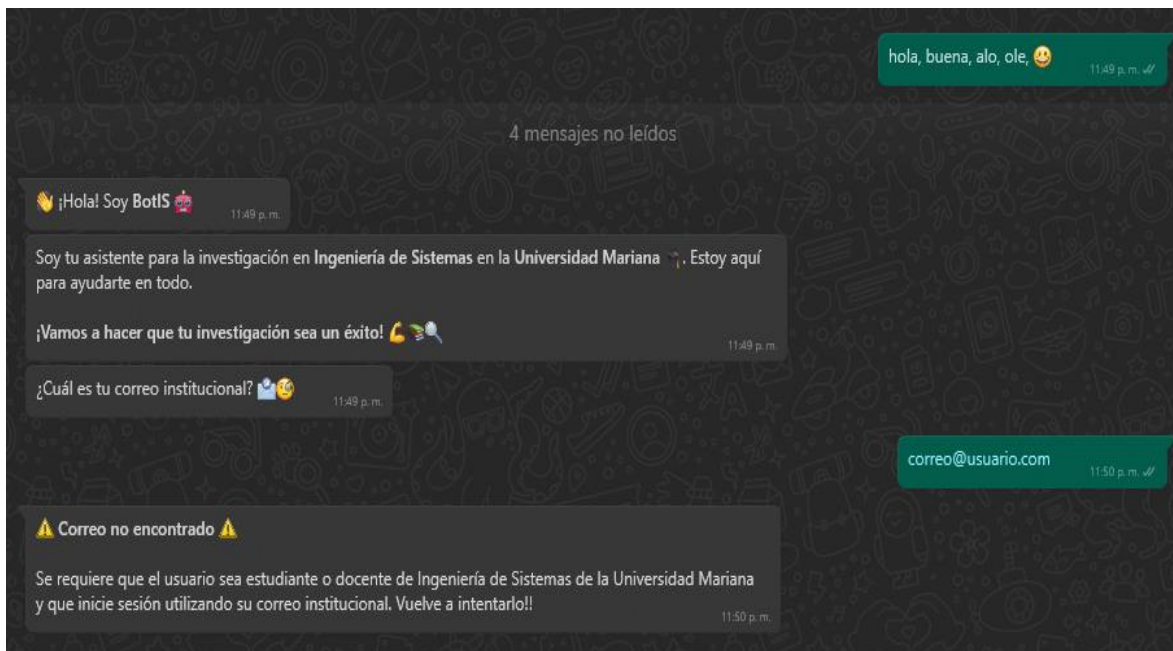 hola, buena, alo, ole, 😃
11:49 p. m.
4 mensajes no leídos
👋 ¡Hola! Soy BotIS 🤖
11:49 p. m.
Soy tu asistente para la investigación en Ingeniería de Sistemas en la Universidad Mariana 🎓. Estoy aquí
para ayudarte en todo.
¡Vamos a hacer que tu investigación sea un éxito! 💪📚🔍
11:49 p. m.
¿Cuál es tu correo institucional? 🗳️🧐
11:49 p. m.
correo@usuario.com
11:50 p. m.
⚠️ Correo no encontrado ⚠️
Se requiere que el usuario sea estudiante o docente de Ingeniería de Sistemas de la Universidad Mariana
y que inicie sesión utilizando su correo institucional. Vuelve a intentarlo!!
11:50 p. m.